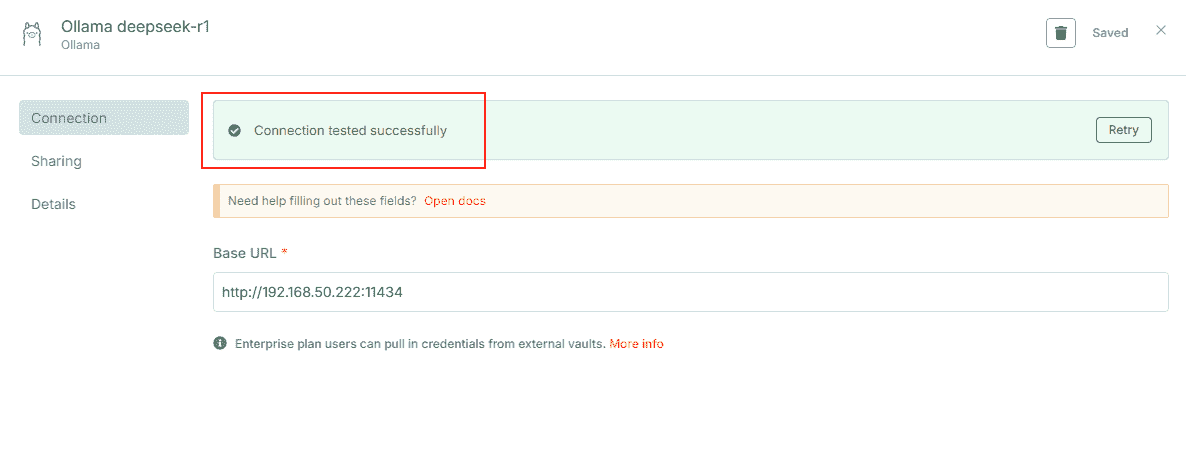 Ollama deepseek-r1
Ollama
Saved
Connection
Sharing
Details
Connection tested successfully
Retry
Need help filling out these fields? Open docs
Base URL *
http://192.168.50.222:11434
Enterprise plan users can pull in credentials from external vaults. More info